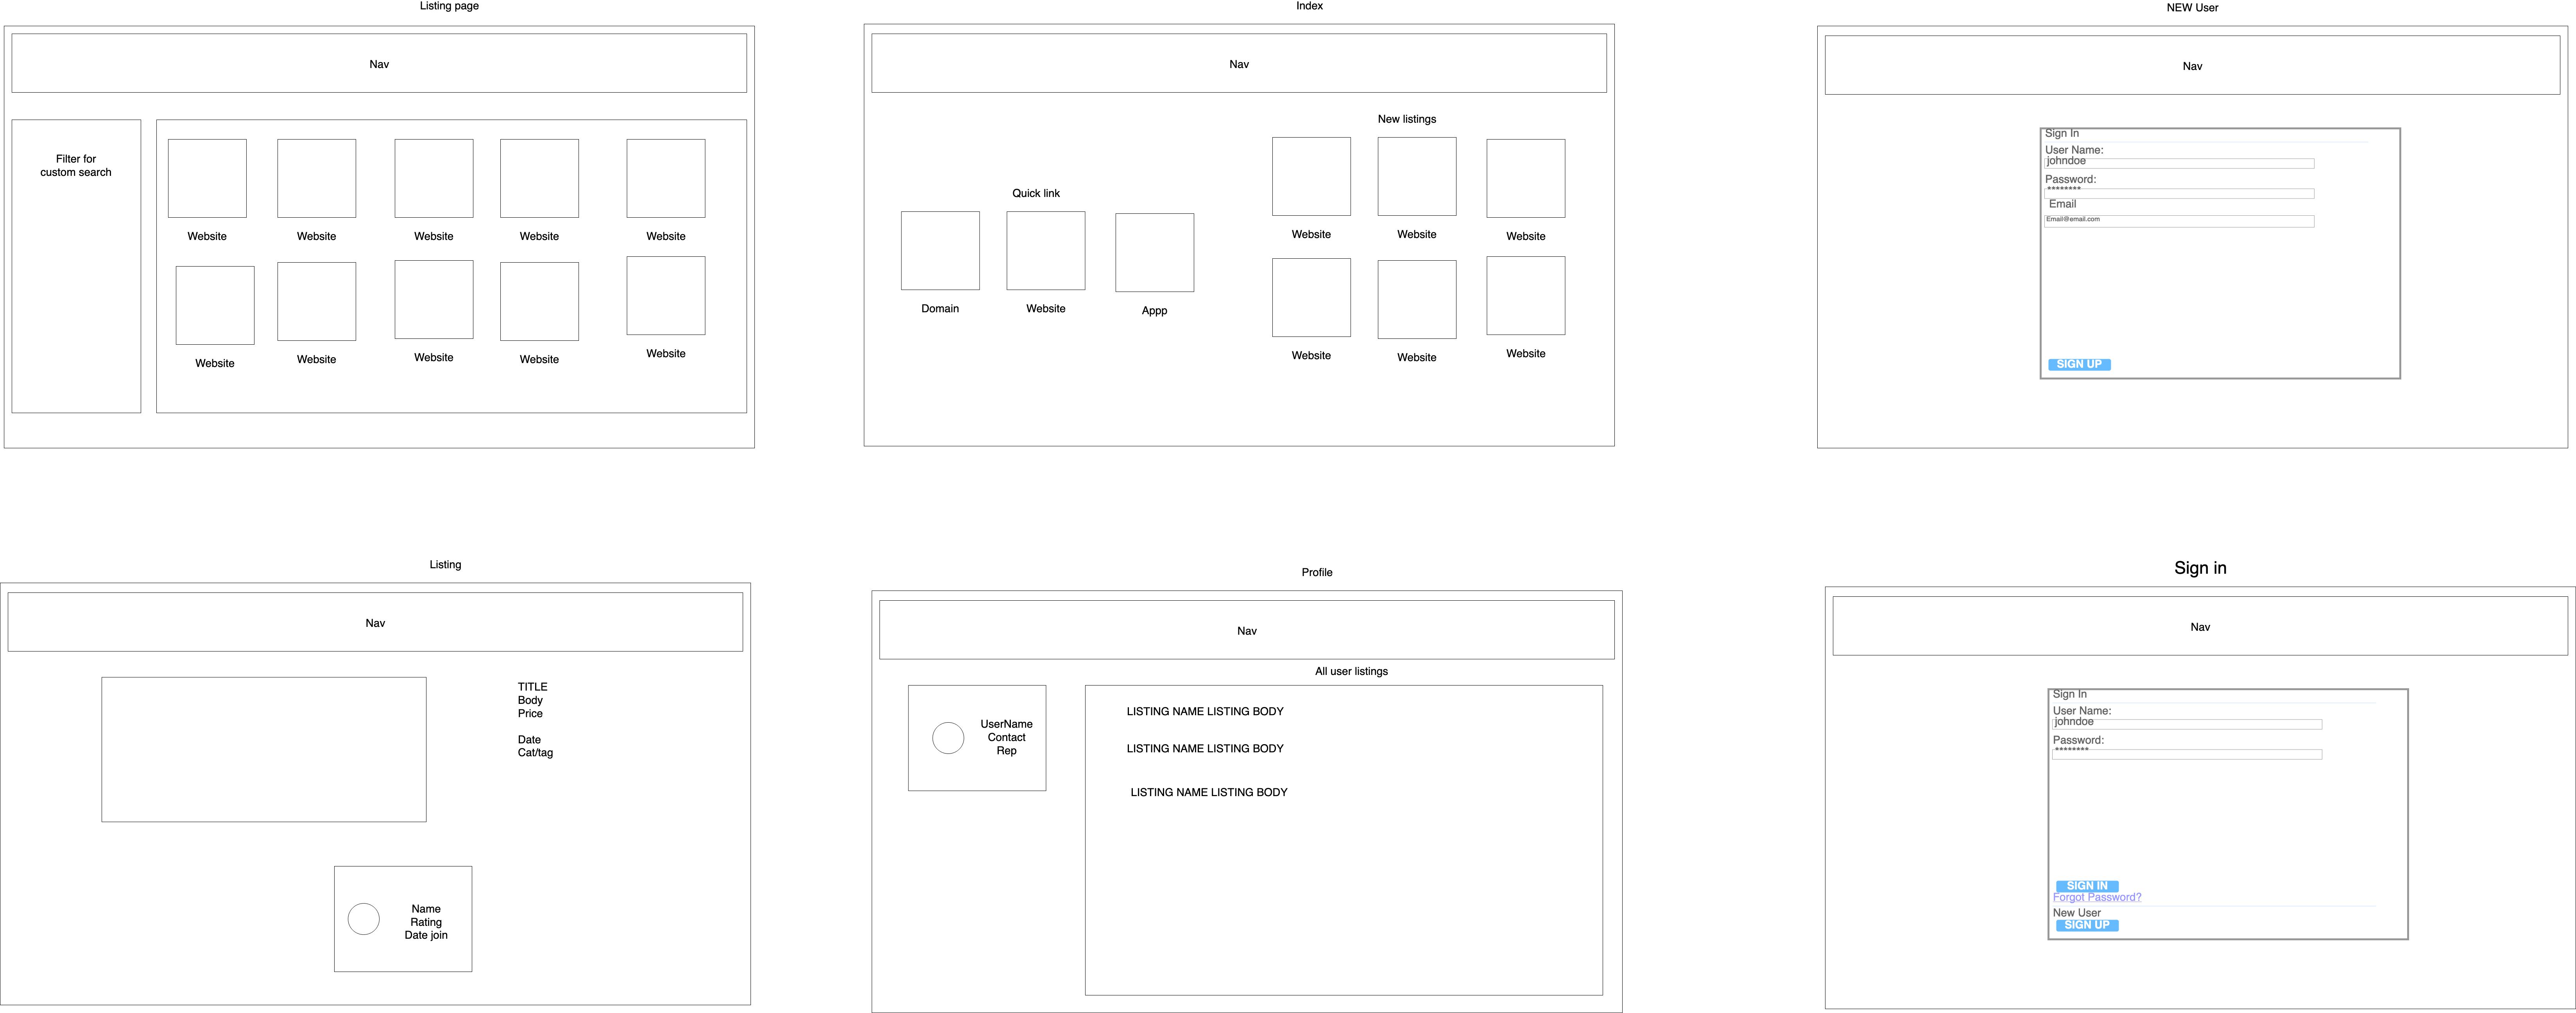 Listing page
Nav
Filter for
custom search
Website
Website
Website
Website
Website
Website
Website
Website
Website
Website
Index
Nav
Quick link
Domain
Website
Appp
New listings
Website
Website
Website
Website
Website
Website
NEW User
Nav
Sign In
User Name:
johndoe
Password:
********
Email
Email@email.com
SIGN UP
Listing
Nav
TITLE
Body
Price
Date
Cat/tag
Name
Rating
Date join
Profile
Nav
All user listings
UserName
Contact
Rep
LISTING NAME LISTING BODY
LISTING NAME LISTING BODY
LISTING NAME LISTING BODY
Sign in
Nav
Sign In
User Name:
johndoe
Password:
********
SIGN IN
Forgot Password?
New User
SIGN UP